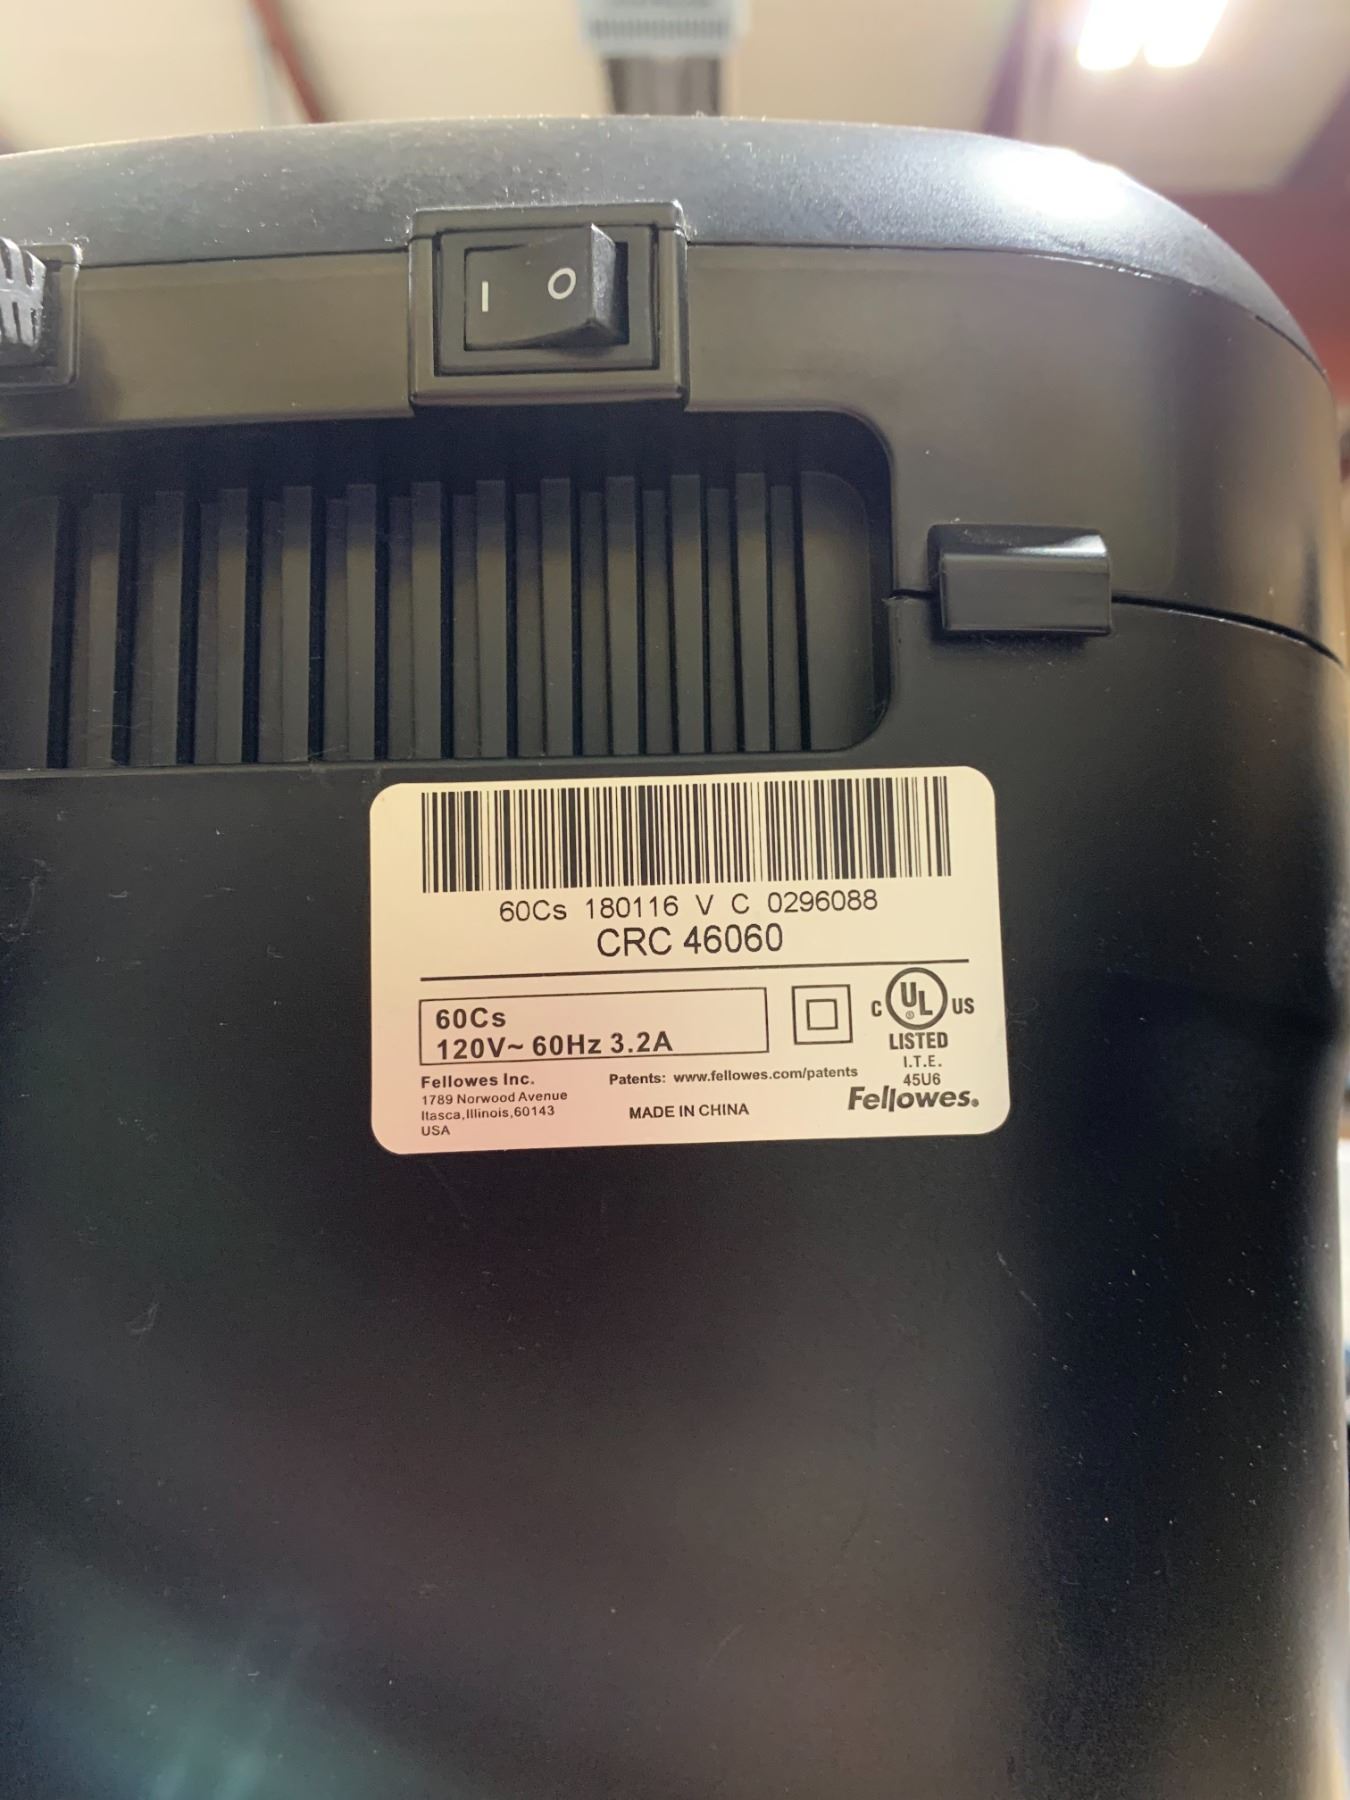 I O
60Cs 180116 V C 0296088
CRC 46060
60Cs
120V~ 60Hz 3.2A
C UL ® US
LISTED
I.T.E.
45U6
Fellowes Inc.
1789 Norwood Avenue
Itasca,Illinois,60143
USA
Patents: www.fellowes.com/patents
MADE IN CHINA
Fellowes.